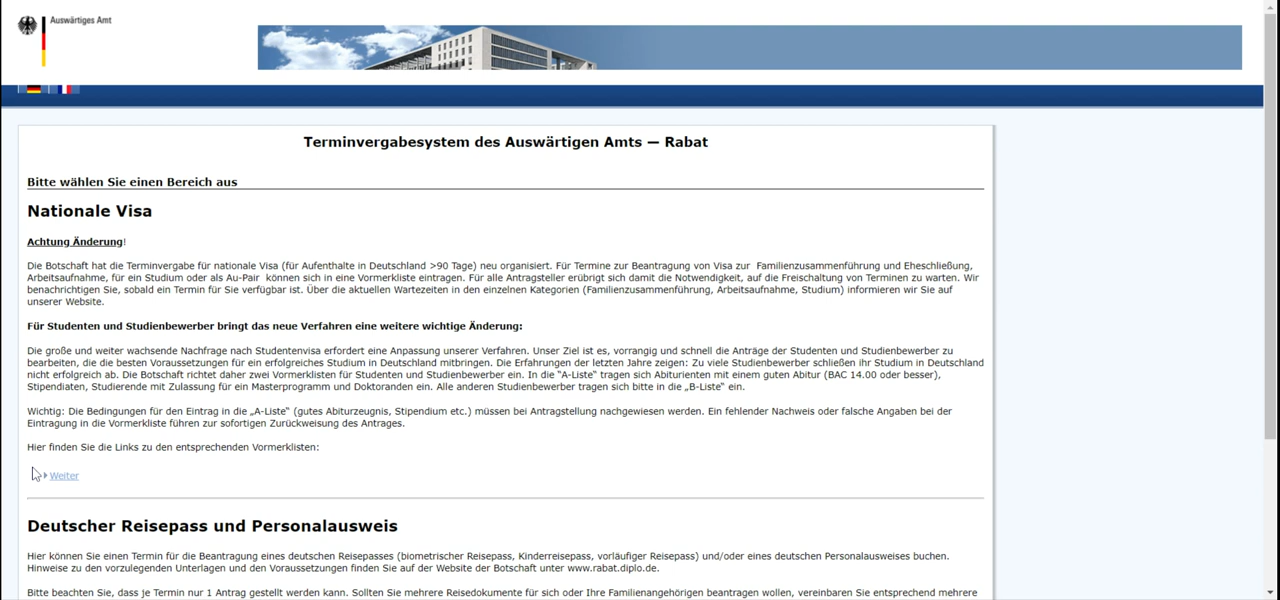 Auswärtiges Amt
Terminvergabesystem des Auswärtigen Amts — Rabat
Bitte wählen Sie einen Bereich aus
Nationale Visa
Achtung Änderung!
Die Botschaft hat die Terminvergabe für nationale Visa (für Aufenthalte in Deutschland >90 Tage) neu organisiert. Für Termine zur Beantragung von Visa zur Familienzusammenführung und Eheschließung,
Arbeitsaufnahme, für ein Studium oder als Au-Pair können sich in eine Vormerkliste eintragen. Für alle Antragsteller erübrigt sich damit die Notwendigkeit, auf die Freischaltung von Terminen zu warten. Wir
benachrichtigen Sie, sobald ein Termin für Sie verfügbar ist. Über die aktuellen Wartezeiten in den einzelnen Kategorien (Familienzusammenführung, Arbeitsaufnahme, Studium) informieren wir Sie auf
unserer Website.
Für Studenten und Studienbewerber bringt das neue Verfahren eine weitere wichtige Änderung:
Die große und weiter wachsende Nachfrage nach Studentenvisa erfordert eine Anpassung unserer Verfahren. Unser Ziel ist es, vorrangig und schnell die Anträge der Studenten und Studienbewerber zu
bearbeiten, die die besten Voraussetzungen für ein erfolgreiches Studium in Deutschland mitbringen. Die Erfahrungen der letzten Jahre zeigen: Zu viele Studienbewerber schließen ihr Studium in Deutschland
nicht erfolgreich ab. Die Botschaft richtet daher zwei Vormerklisten für Studenten und Studienbewerber ein. In die "A-Liste" tragen sich Abiturienten mit einem guten Abitur (BAC 14.00 oder besser),
Stipendiaten, Studierende mit Zulassung für ein Masterprogramm und Doktoranden ein. Alle anderen Studienbewerber tragen sich bitte in die „B-Liste" ein.
Wichtig: Die Bedingungen für den Eintrag in die „A-Liste" (gutes Abiturzeugnis, Stipendium etc.) müssen bei Antragstellung nachgewiesen werden. Ein fehlender Nachweis oder falsche Angaben bei der
Eintragung in die Vormerkliste führen zur sofortigen Zurückweisung des Antrages.
Hier finden Sie die Links zu den entsprechenden Vormerklisten:
Weiter
Deutscher Reisepass und Personalausweis
Hier können Sie einen Termin für die Beantragung eines deutschen Reisepasses (biometrischer Reisepass, Kinderreisepass, vorläufiger Reisepass) und/oder eines deutschen Personalausweises buchen.
Hinweise zu den vorzulegenden Unterlagen und den Voraussetzungen finden Sie auf der Website der Botschaft unter www.rabat.diplo.de.
Bitte beachten Sie, dass je Termin nur 1 Antrag gestellt werden kann. Sollten Sie mehrere Reisedokumente für sich oder Ihre Familienangehörigen beantragen wollen, vereinbaren Sie entsprechend mehrere